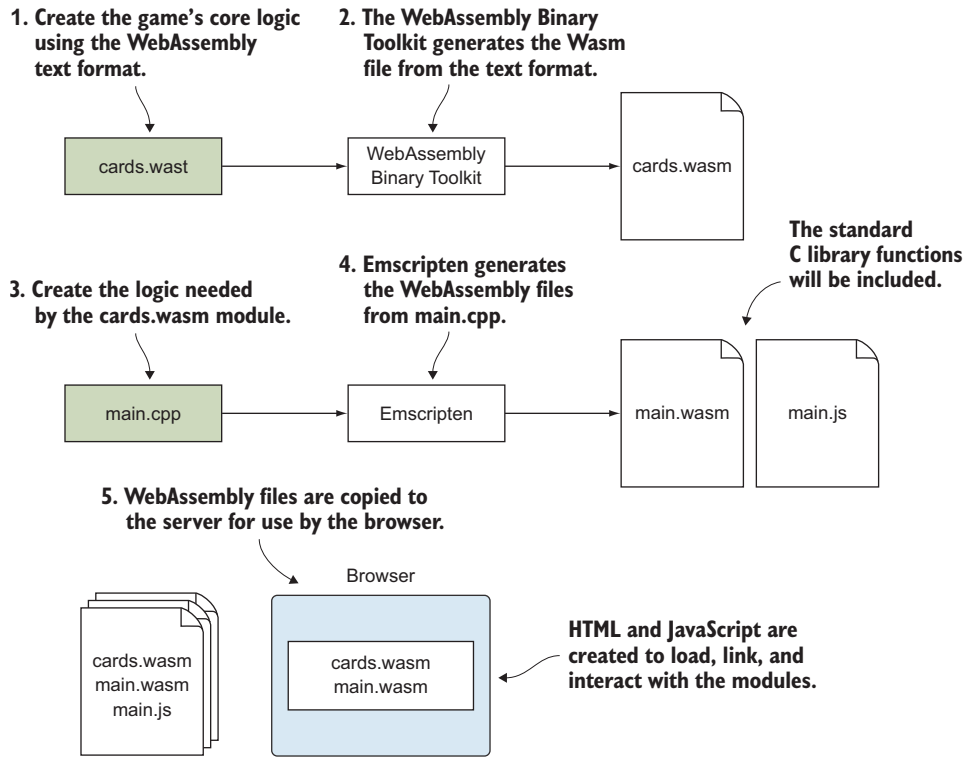 1. Create the game’s core logic
using the WebAssembly
text format.
2. The WebAssembly Binary
Toolkit generates the Wasm
file from the text format.
cards.wast
WebAssembly
Binary Toolkit
cards.wasm
The standard
C library functions
will be included.
3. Create the logic needed
by the cards.wasm module.
4. Emscripten generates
the WebAssembly files
from main.cpp.
main.cpp
Emscripten
main.wasm
main.js
5. WebAssembly files are copied to
the server for use by the browser.
Browser
cards.wasm
main.wasm
main.js
cards.wasm
main.wasm
HTML and JavaScript are
created to load, link, and
interact with the modules.